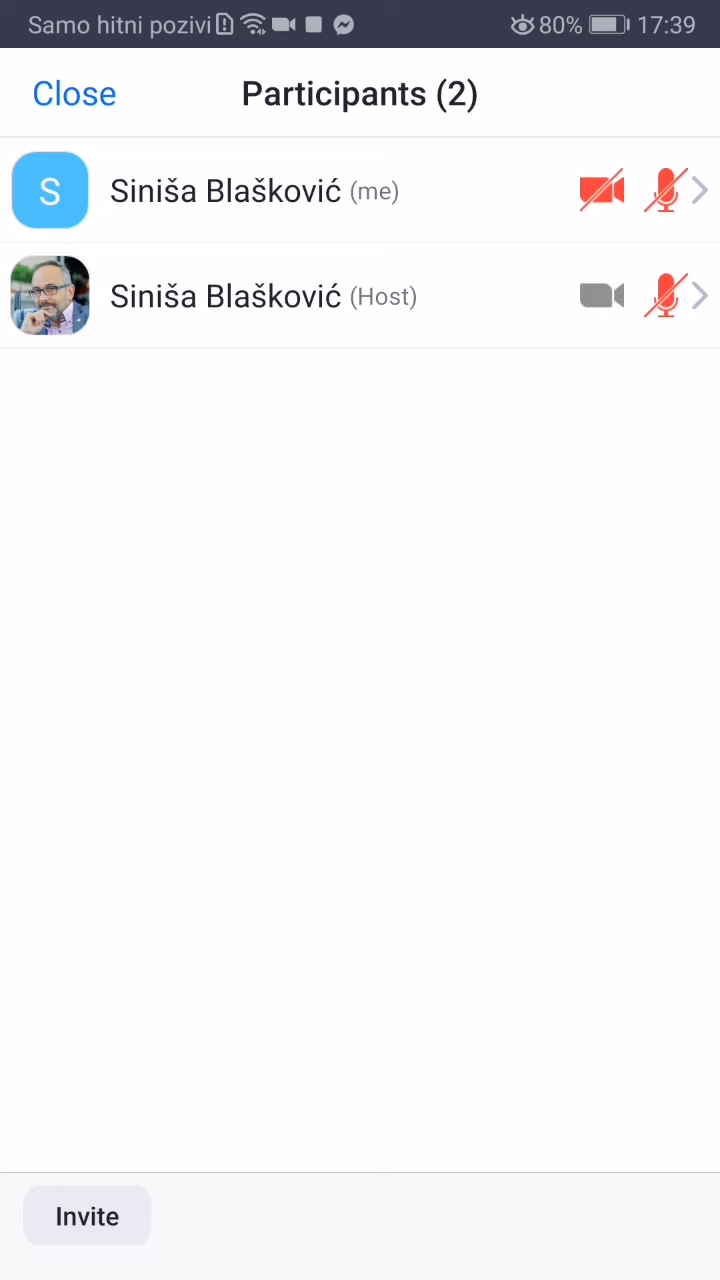 Samo hitni pozivi 80% 17:39
Close Participants (2)
S Siniša Blašković (me)
Siniša Blašković (Host)
Invite